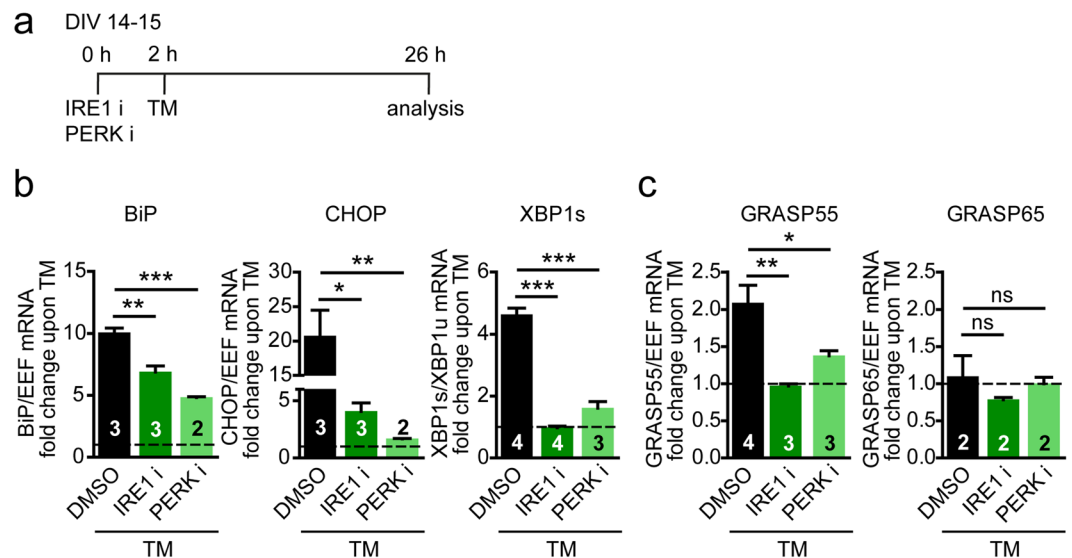 a
DIV 14-15
0 h 2 h 26 h
IRE1 i TM analysis
PERK i
b
BiP
BiP/EEF mRNA
fold change upon TM
15
10
5
0
***
**
3 3 2
DMSO IRE1 i PERK i
TM
CHOP
CHOP/EEF mRNA
fold change upon TM
30
25
20
15
5
0
**
*
3 3 2
DMSO IRE1 i PERK i
TM
XBP1s
XBP1s/XBP1u mRNA
fold change upon TM
6
4
2
0
***
***
4 4 3
DMSO IRE1 i PERK i
TM
c
GRASP55
GRASP55/EEF mRNA
fold change upon TM
2.5
2.0
1.5
1.0
0.5
0.0
*
**
4 3 3
DMSO IRE1 i PERK i
TM
GRASP65
GRASP65/EEF mRNA
fold change upon TM
2.5
2.0
1.5
1.0
0.5
0.0
ns
ns
2 2 2
DMSO IRE1 i PERK i
TM